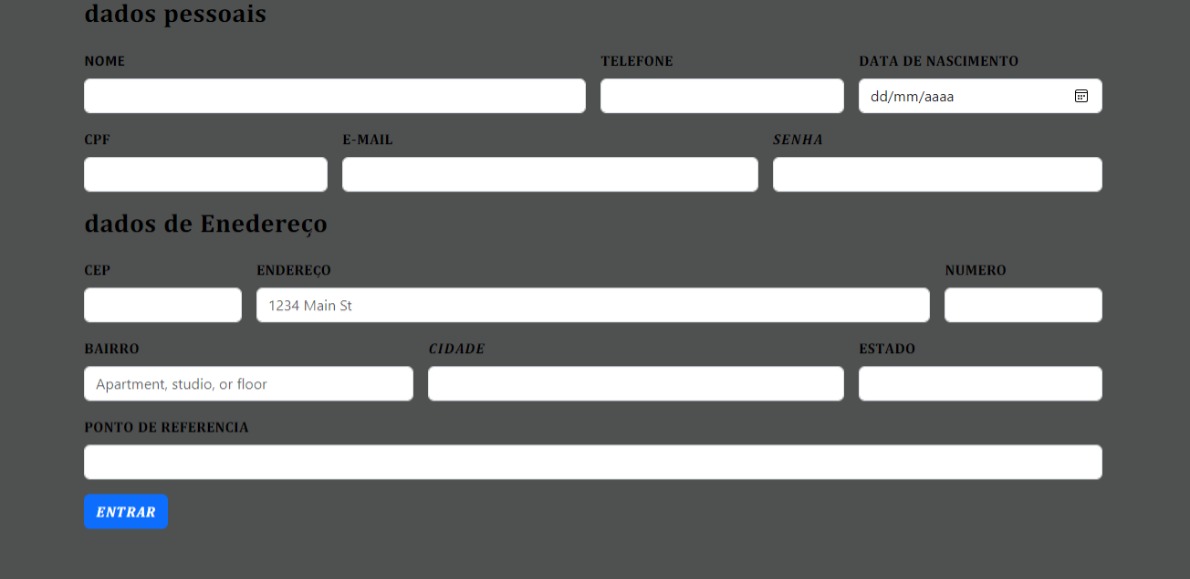 dados pessoais
NOME TELEFONE DATA DE NASCIMENTO
dd/mm/aaaa
CPF E-MAIL SENHA
dados de Enedereço
CEP ENDEREÇO NUMERO
1234 Main St
BAIRRO CIDADE ESTADO
Apartment, studio, or floor
PONTO DE REFERENCIA
ENTRAR